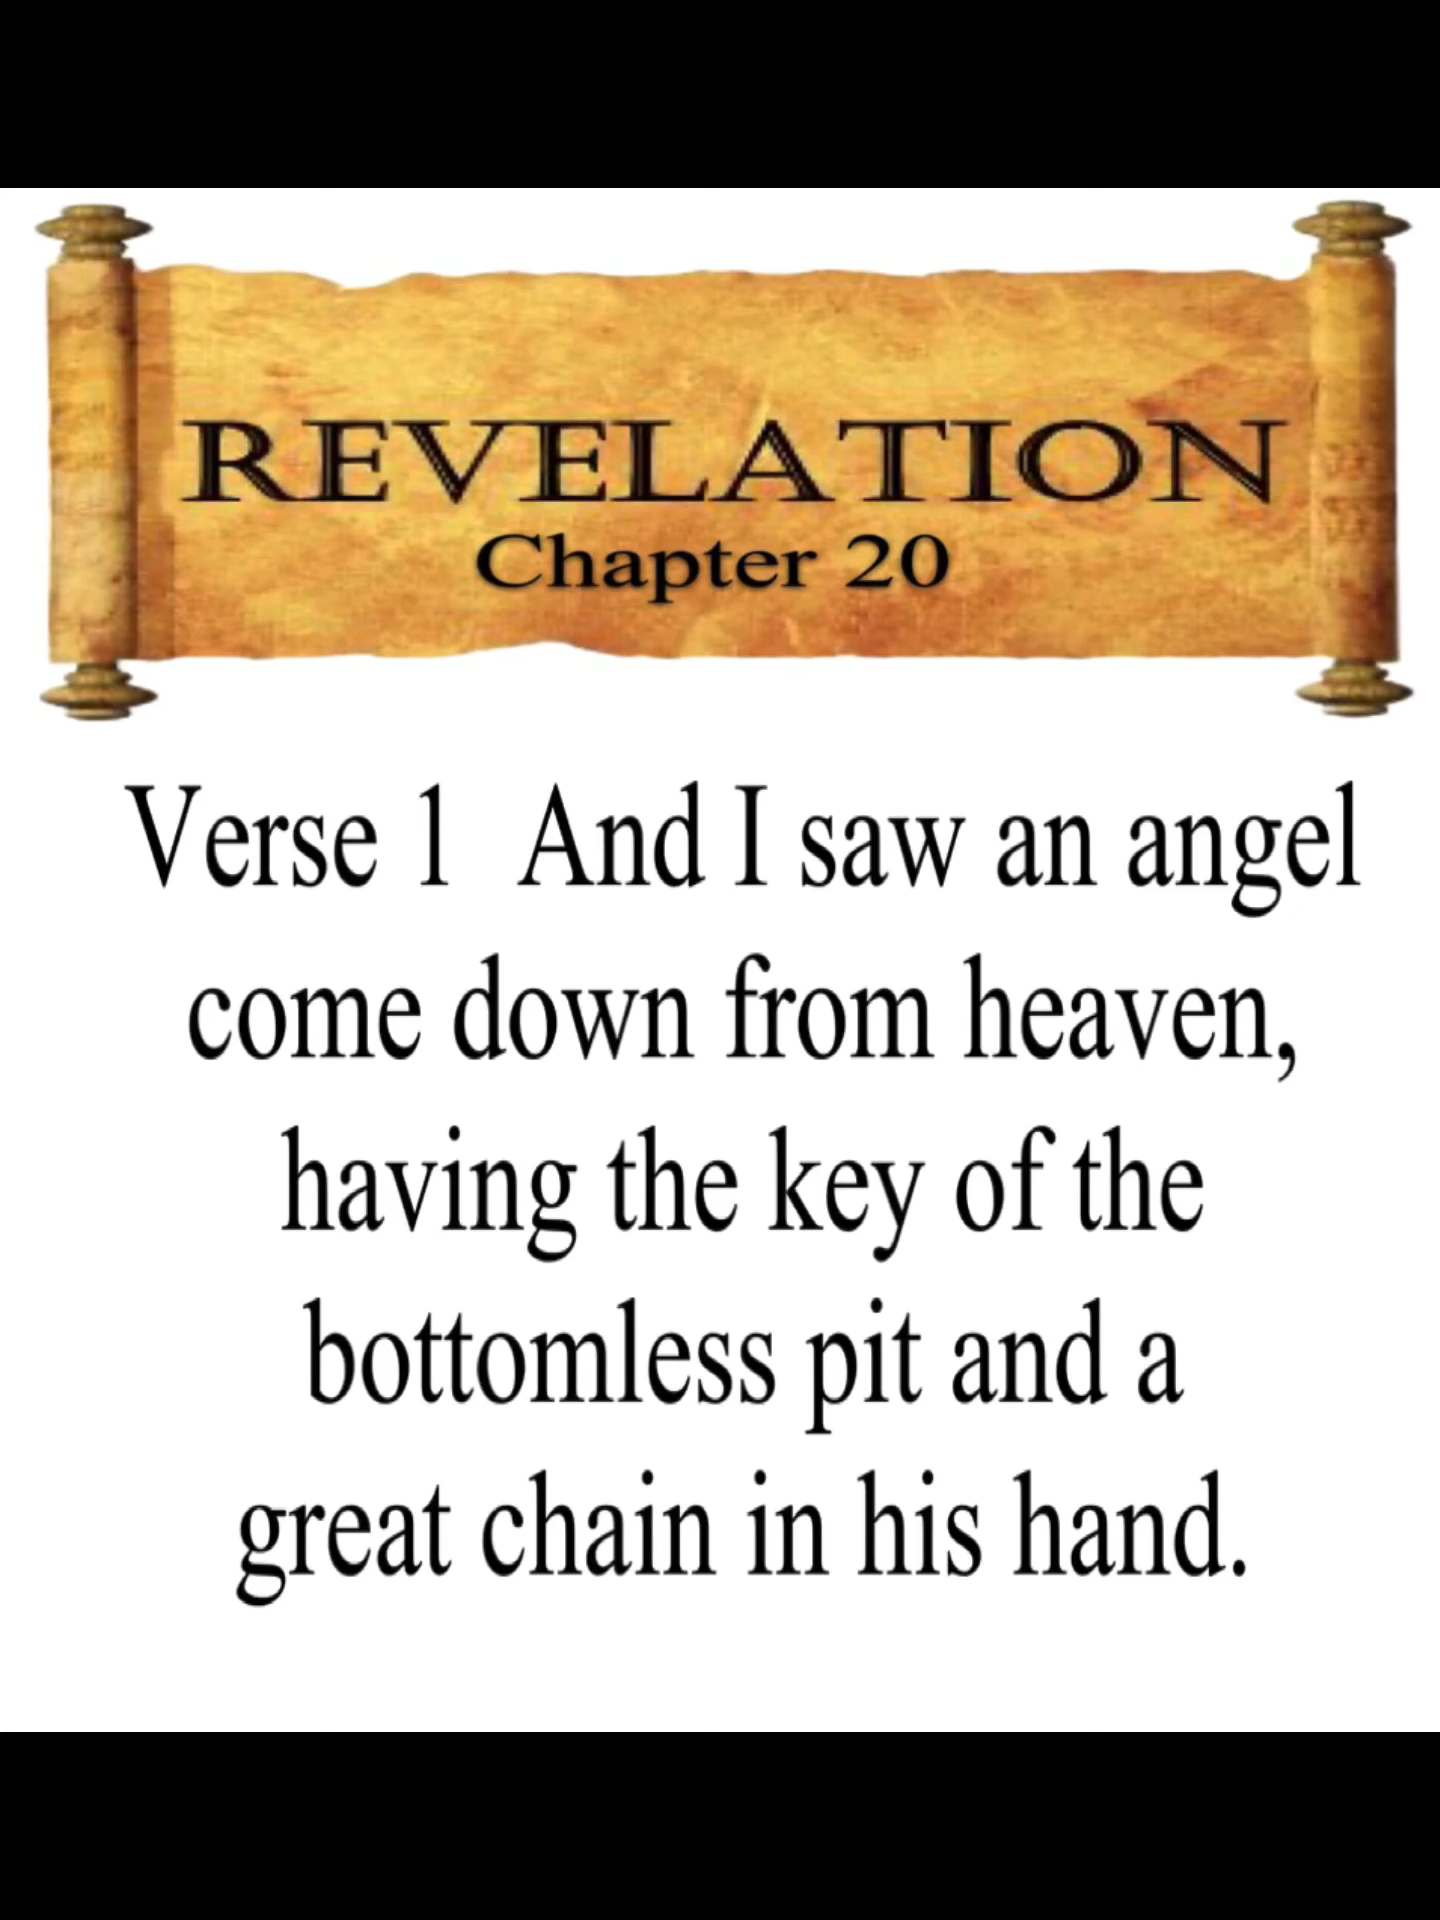 REVELATION
Chapter 20
Verse 1 And I saw an angel
come down from heaven,
having the key of the
bottomless pit and a
great chain in his hand.